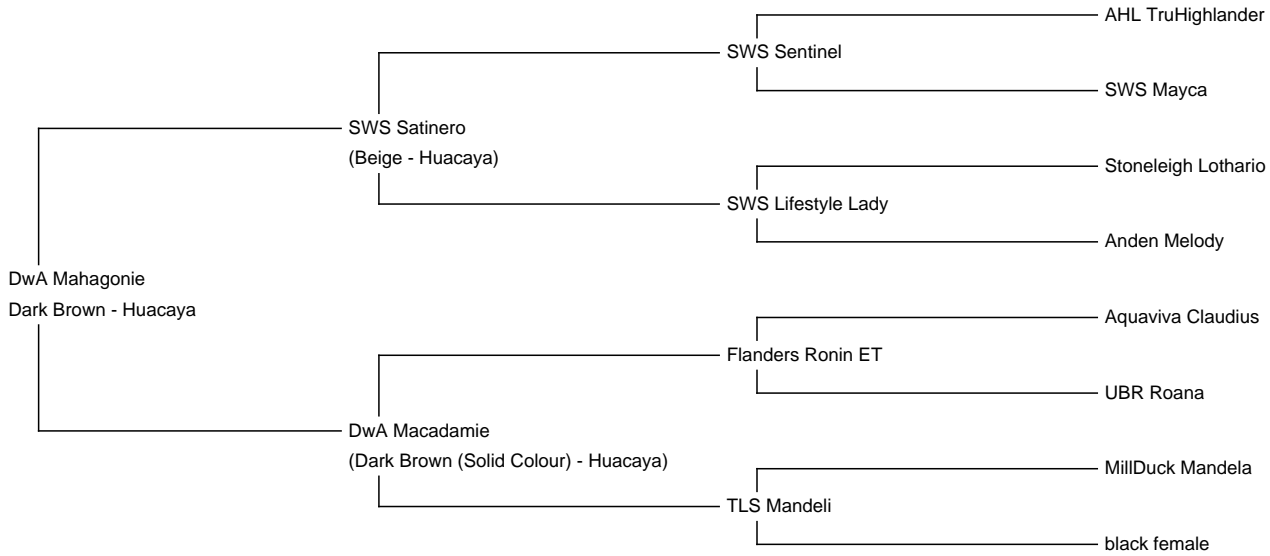 AHL TruHighlander
SWS Sentinel
SWS Mayca
SWS Satinero
(Beige - Huacaya)
Stoneleigh Lothario
SWS Lifestyle Lady
Anden Melody
DwA Mahagonie
Dark Brown - Huacaya
Aquaviva Claudius
Flanders Ronin ET
UBR Roana
DwA Macadamie
(Dark Brown (Solid Colour) - Huacaya)
MillDuck Mandela
TLS Mandeli
black female